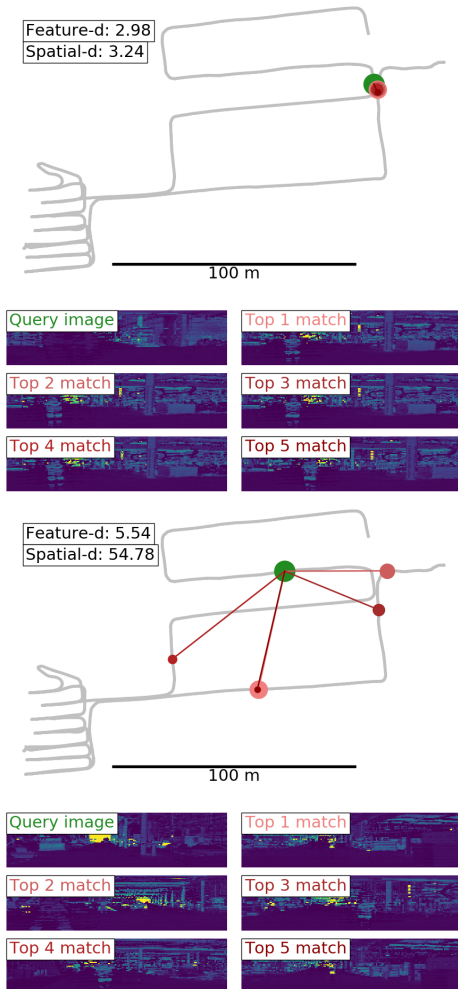 Feature-d: 2.98
Spatial-d: 3.24
100 m
Query image
Top 1 match
Top 2 match
Top 3 match
Top 4 match
Top 5 match
Feature-d: 5.54
Spatial-d: 54.78
100 m
Query image
Top 1 match
Top 2 match
Top 3 match
Top 4 match
Top 5 match